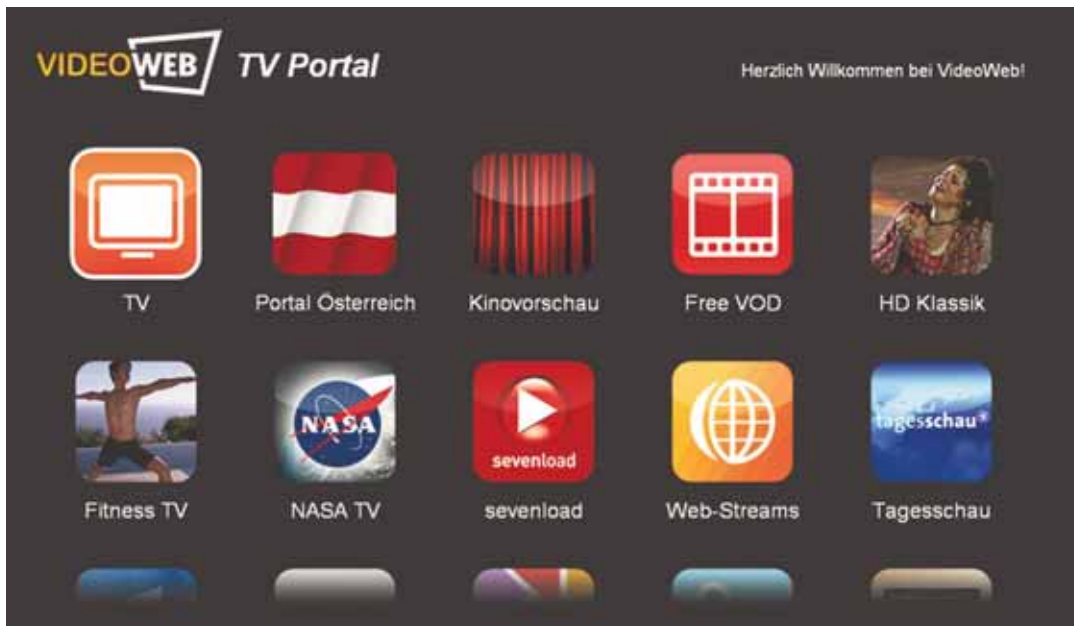 VIDEOWEB TV Portal
Herzlich Willkommen bei VideoWeb!
TV
Portal Österreich
Kinovorschau
Free VOD
HD Klassik
NASA
sevenload
tagesschau
Fitness TV
NASA TV
sevenload
Web-Streams
Tagesschau